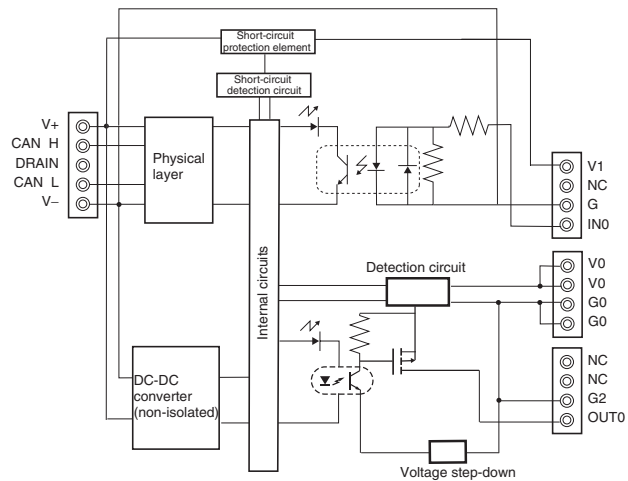 Short-circuit
protection element
Short-circuit
detection circuit
V+
CAN H
DRAIN
CAN L
V−
Physical
layer
V1
NC
G
IN0
Internal circuits
Detection circuit
V0
V0
G0
G0
DC-DC
converter
(non-isolated)
NC
NC
G2
OUT0
Voltage step-down